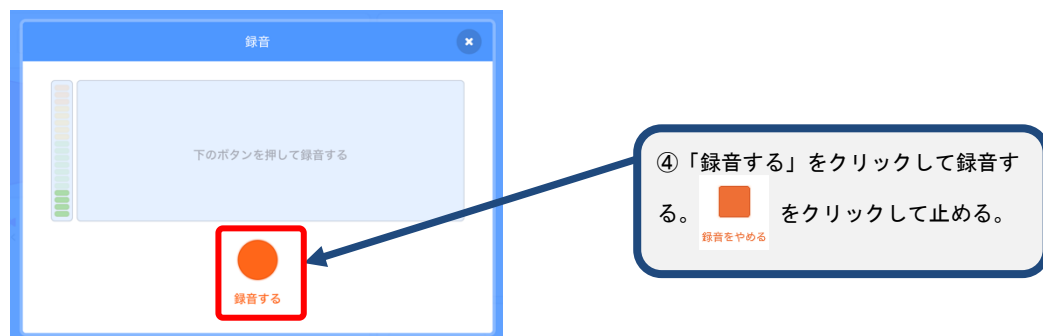 録音
下のボタンを押して録音する
録音する
④「録音する」をクリックして録音す
る。 をクリックして止める。
録音をやめる